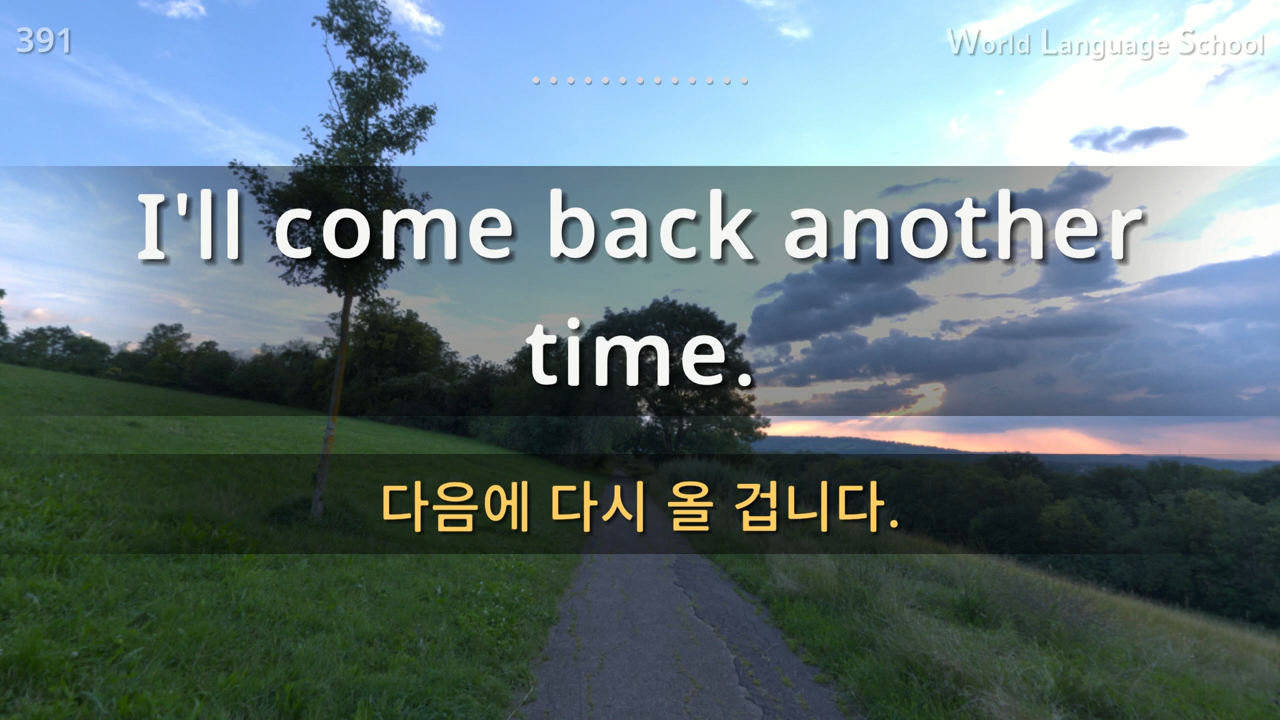 391
World Language School
I'll come back another
time.
다음에 다시 올 겁니다.